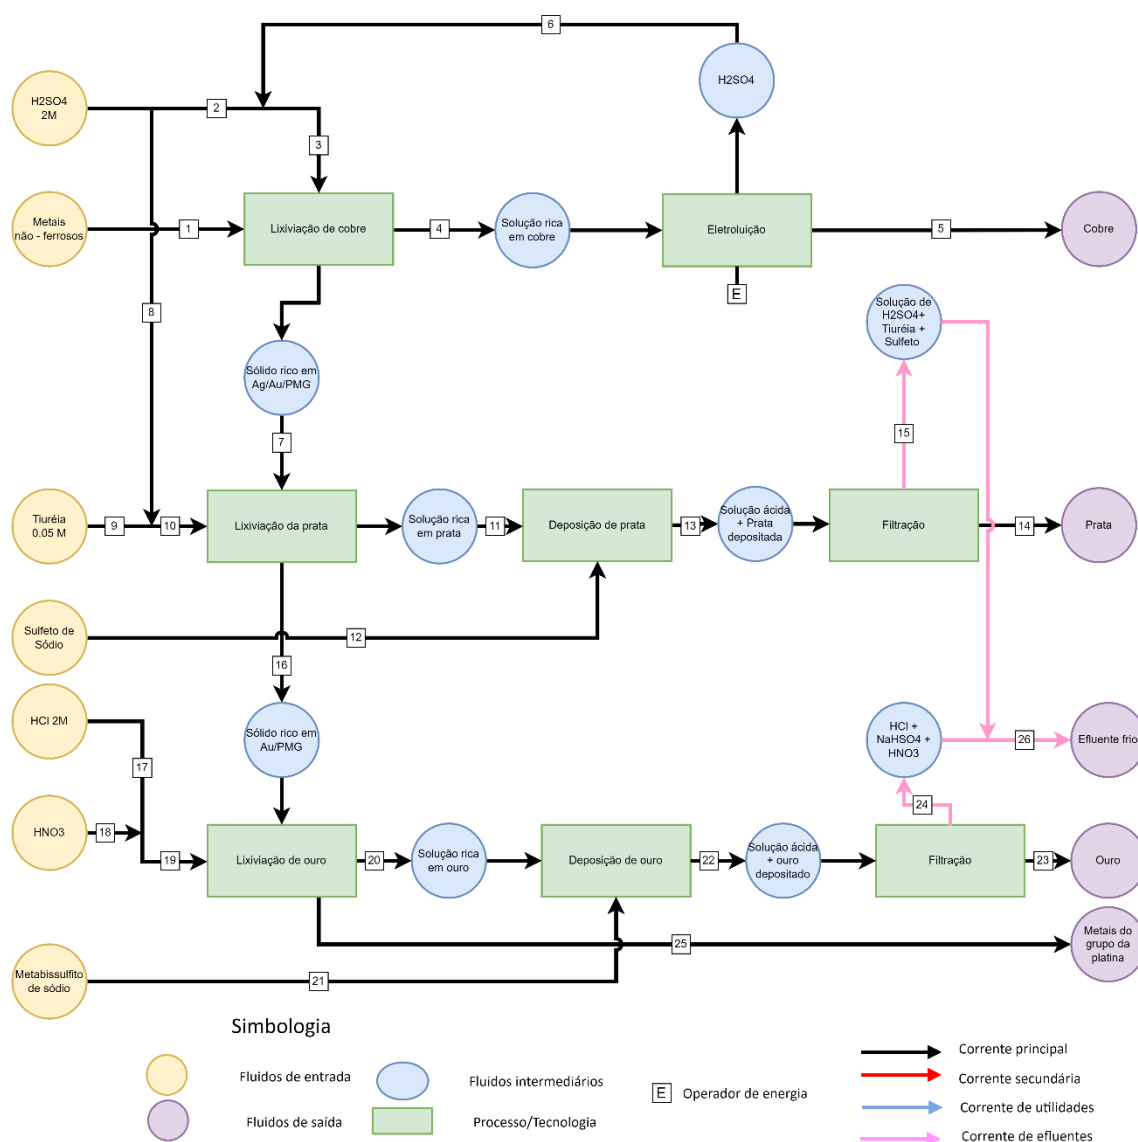 6
H2SO4
2M
2
H2SO4
3
Metais
não - ferrosos
1
Lixiviação de cobre
4
Solução rica
em cobre
Eletroluição
5
Cobre
E
8
Solução de
H2SO4+
Tiuréia +
Sulfeto
Sólido rico em
Ag/Au/PMG
7
15
Tiuréia
0.05 M
9
10
Lixiviação da prata
Solução rica
em prata
11
Deposição de prata
13
Solução ácida
+ Prata
depositada
Filtração
14
Prata
Sulfeto de
Sódio
12
16
HCl 2M
17
Sólido rico em
Au/PMG
HCl +
NaHSO4 +
HNO3
26
Efluente frio
24
HNO3
18
19
Lixiviação de ouro
20
Solução rica
em ouro
Deposição de ouro
22
Solução ácida
+ ouro
depositado
Filtração
23
Ouro
25
Metais do
grupo da
platina
Metabissulfito
de sódio
21
Simbologia
Fluidos de entrada
Fluidos intermediários
Operador de energia
Fluidos de saída
Processo/Tecnologia
Corrente principal
Corrente secundária
Corrente de utilidades
Corrente de efluentes